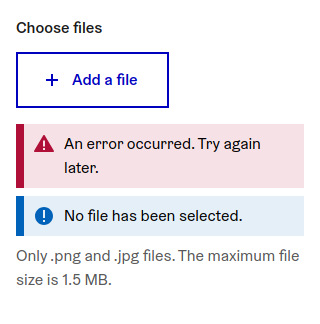 Choose files
+ Add a file
An error occurred. Try again
later.
No file has been selected.
Only .png and .jpg files. The maximum file
size is 1.5 MB.